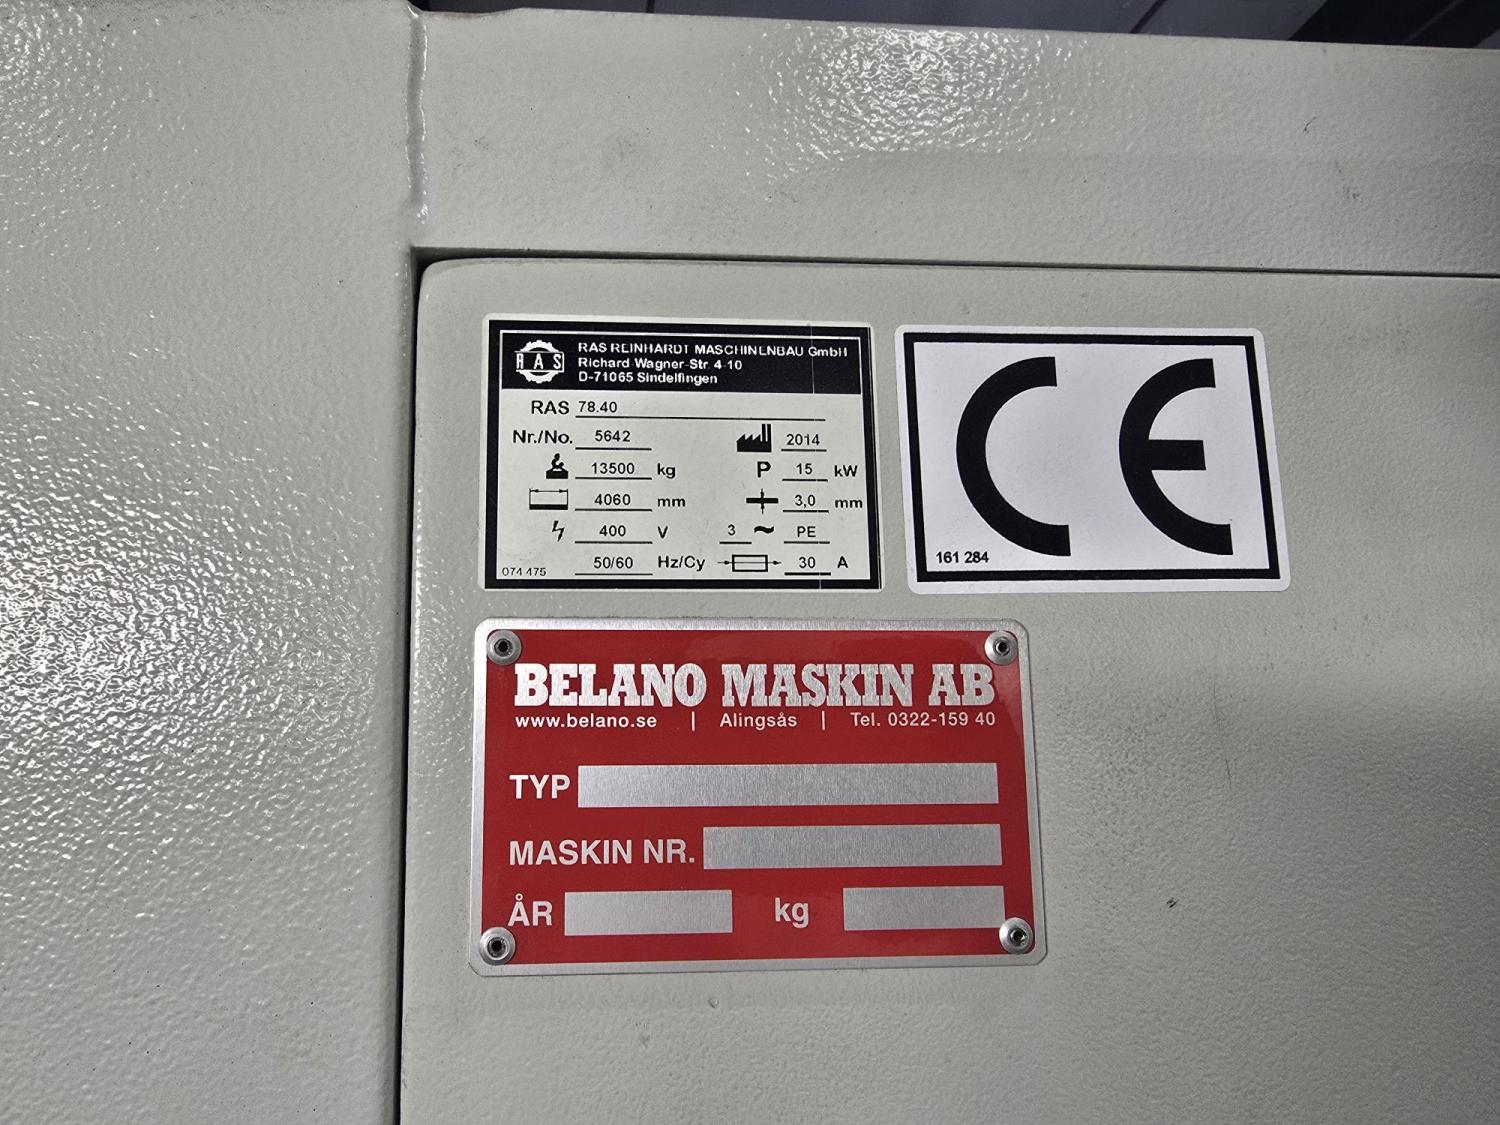 RAS
RAS REINHARDT MASCHINENBAU GmbH
Richard-Wagner-Str. 4-10
D-71065 Sindelfingen
RAS 78.40
Nr./No. 5642 2014
13500 kg P 15 kW
4060 mm 3,0 mm
400 V 3 ~ PE
50/60 Hz/Cy 30 A
074 475
CE
161 284
BELANO MASKIN AB
www.belano.se | Alingsås | Tel. 0322-159 40
TYP
MASKIN NR.
ÅR kg